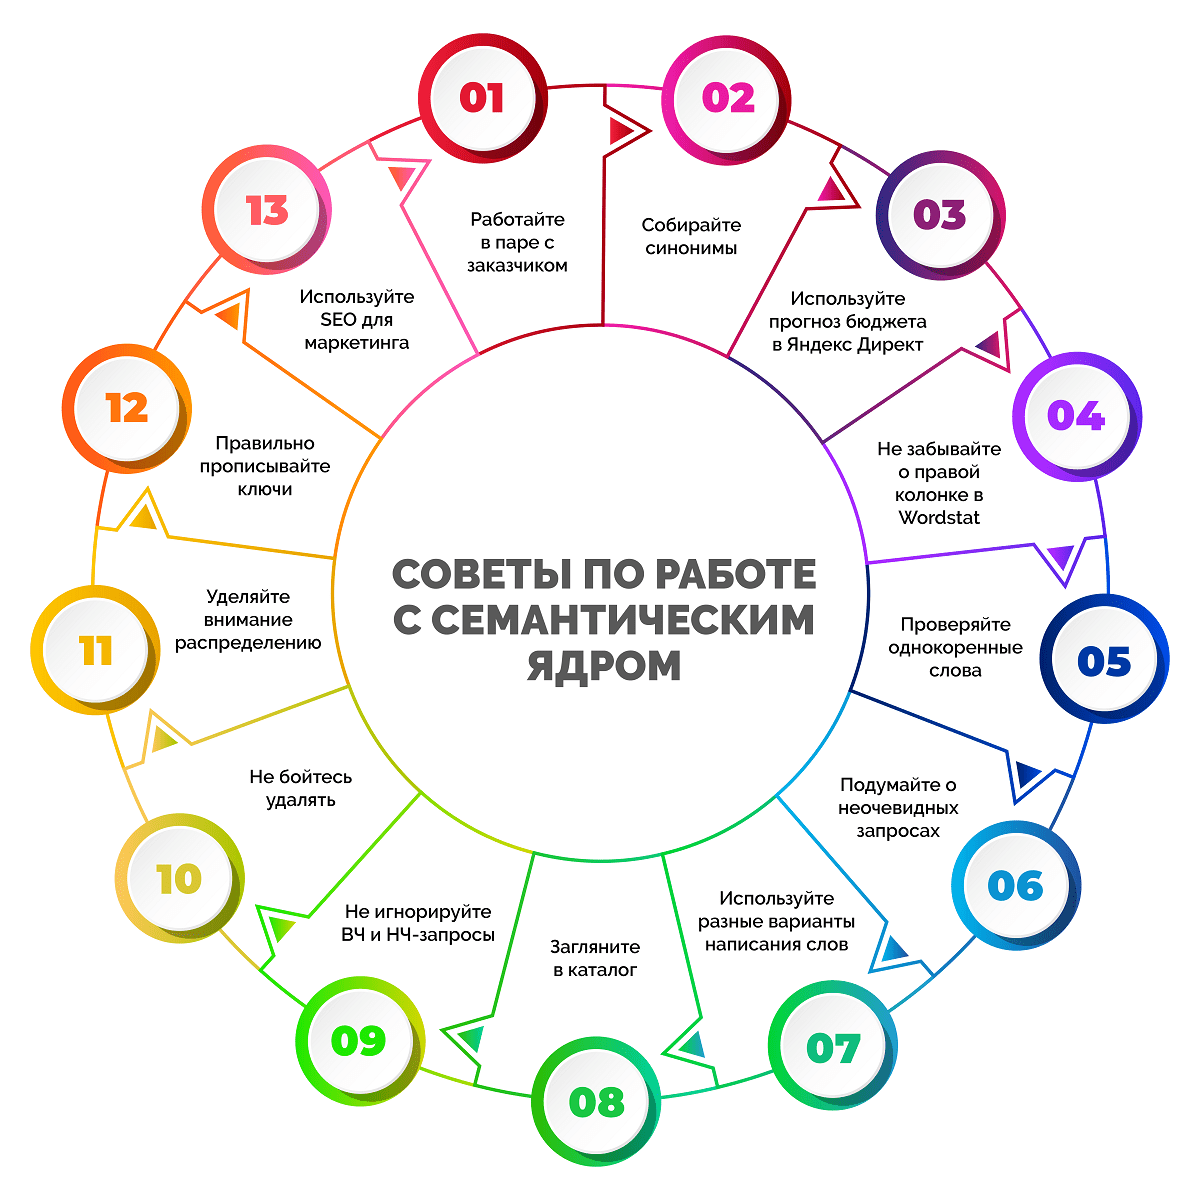 СОВЕТЫ ПО РАБОТЕ
С СЕМАНТИЧЕСКИМ
ЯДРОМ
01
Работайте
в паре с
заказчиком
02
Собирайте
синонимы
03
Используйте
прогноз бюджета
в Яндекс Директ
04
Не забывайте
о правой
колонке в
Wordstat
05
Проверяйте
однокоренные
слова
06
Подумайте о
неочевидных
запросах
07
Используйте
разные варианты
написания слов
08
Загляните
в каталог
09
Не игнорируйте
ВЧ и НЧ-запросы
10
Не бойтесь
удалять
11
Уделяйте
внимание
распределению
12
Правильно
прописывайте
ключи
13
Используйте
SEO для
маркетинга